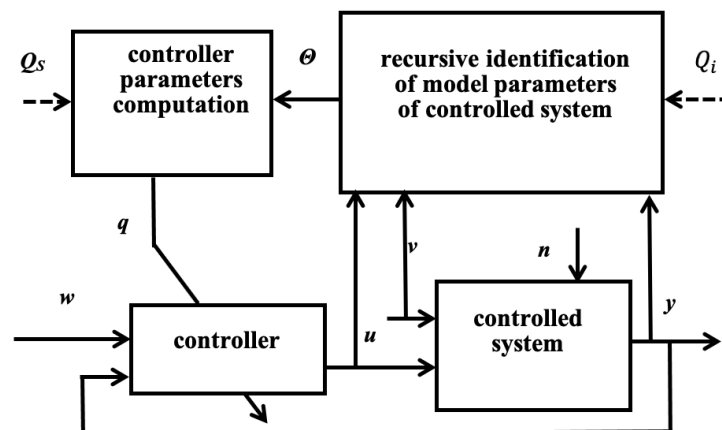 controller
parameters
computation
Qs
Θ
recursive identification
of model parameters
of controlled system
Qi
q
v
n
w
controller
u
controlled
system
y